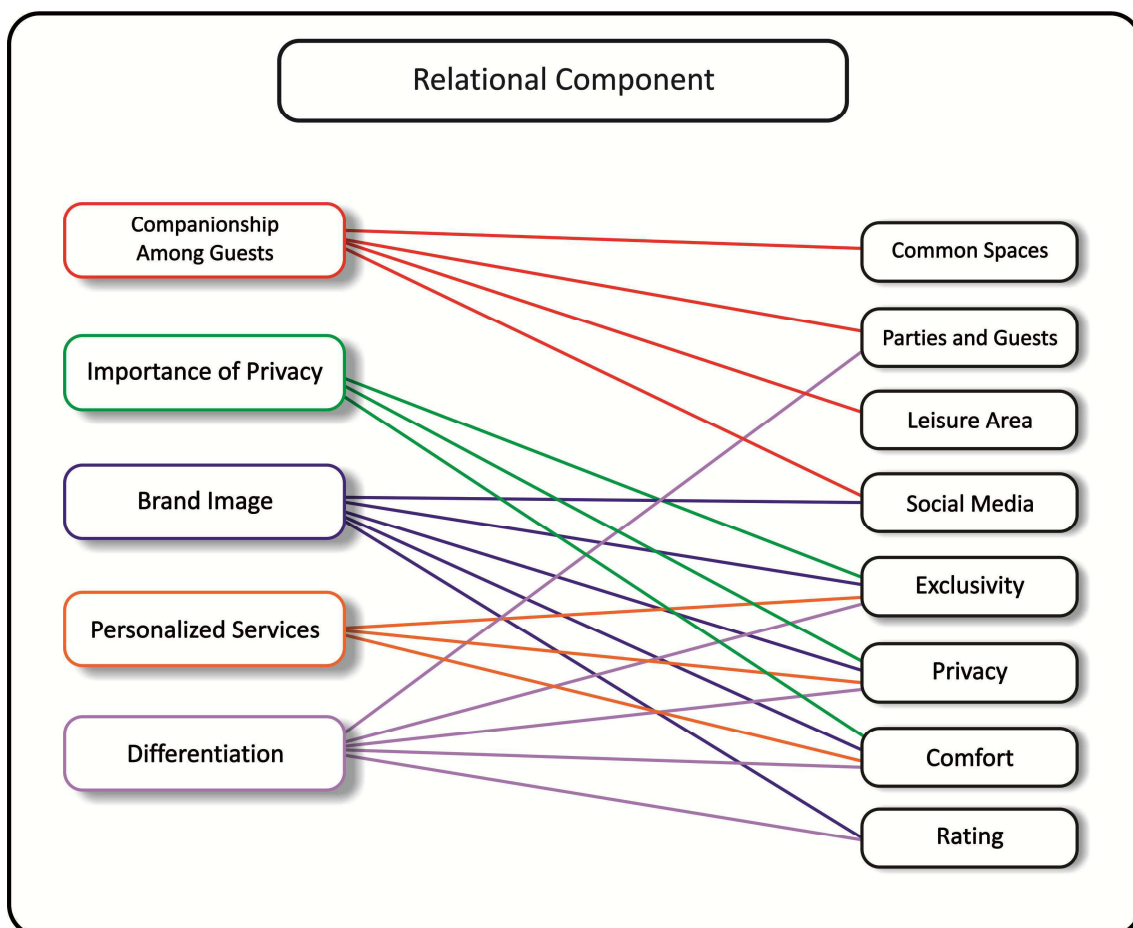 Relational Component
Companionship
Among Guests
Importance of Privacy
Brand Image
Personalized Services
Differentiation
Common Spaces
Parties and Guests
Leisure Area
Social Media
Exclusivity
Privacy
Comfort
Rating